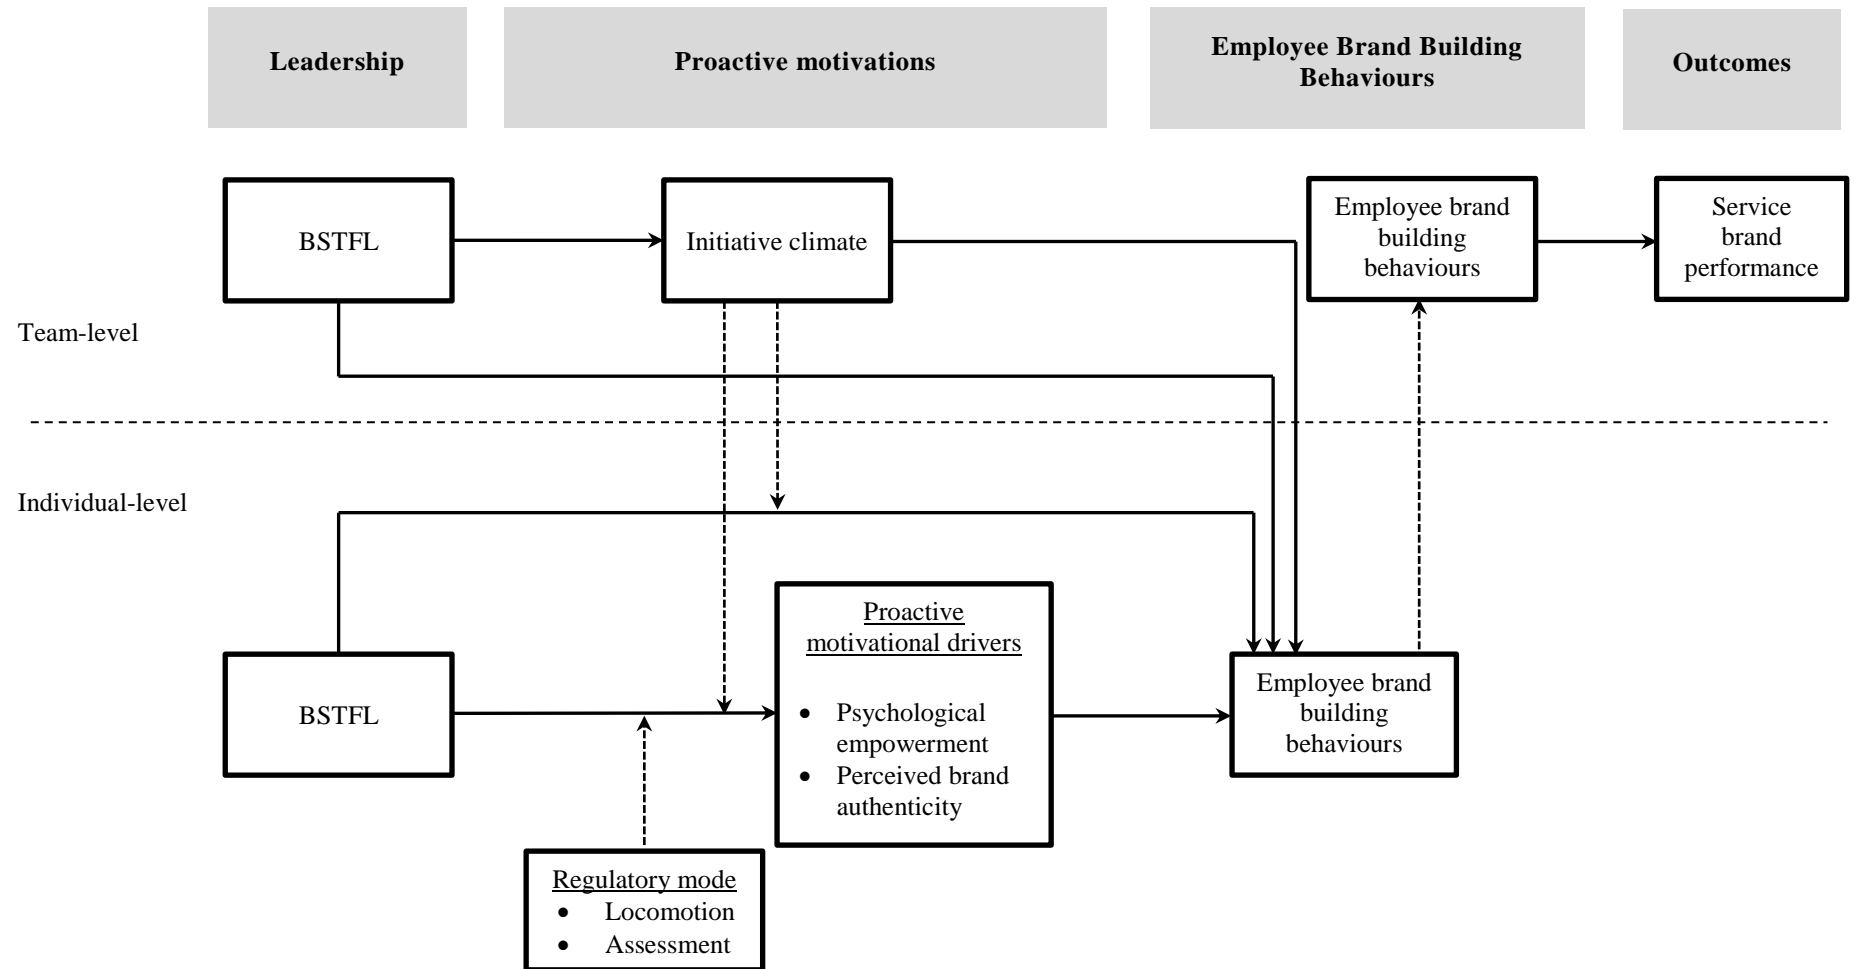 Leadership
Proactive motivations
Employee Brand Building
Behaviours
Outcomes
BSTFL
Initiative climate
Employee brand
building
behaviours
Service
brand
performance
Team-level
Individual-level
BSTFL
Proactive
motivational drivers
• Psychological
empowerment
• Perceived brand
authenticity
Employee brand
building
behaviours
Regulatory mode
• Locomotion
• Assessment